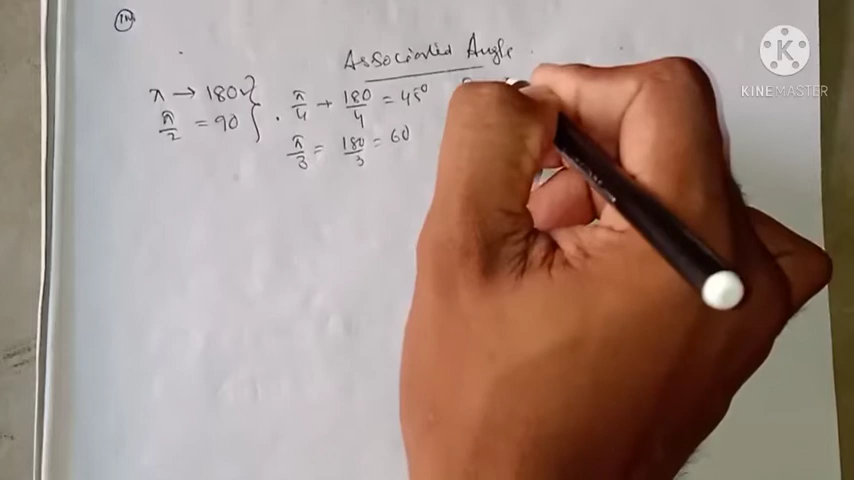 Associated Angle
π → 180
π/2 = 90
π/4 → 180/4 = 45°
π/3 = 180/3 = 60
KINEMASTER